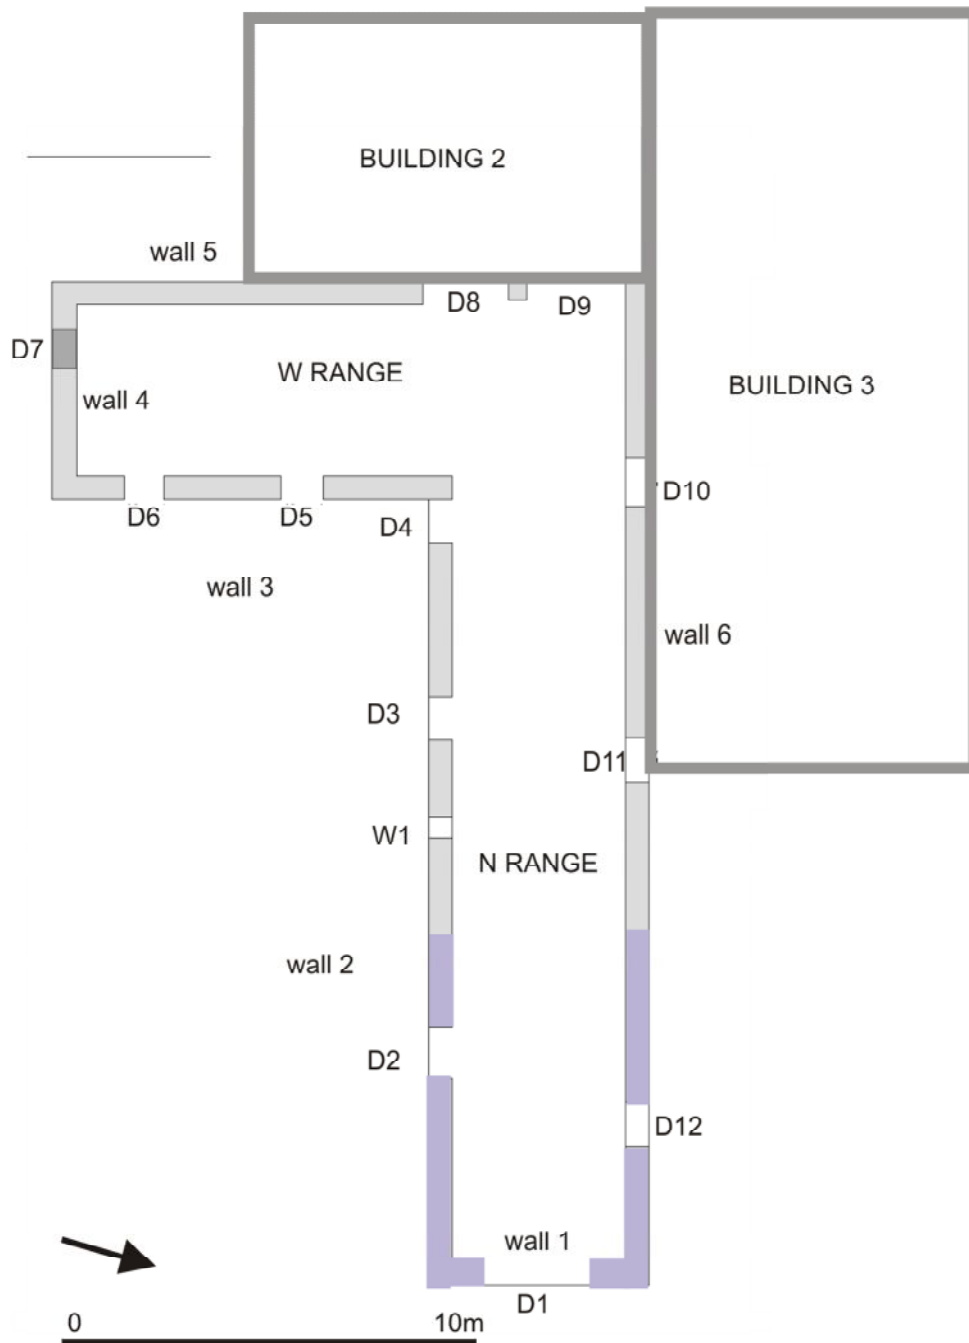 BUILDING 2
wall 5
D8
D9
D7
W RANGE
wall 4
BUILDING 3
D10
D6
D5
D4
wall 3
wall 6
D3
D11
W1
N RANGE
wall 2
D2
D12
wall 1
D1
0 10m